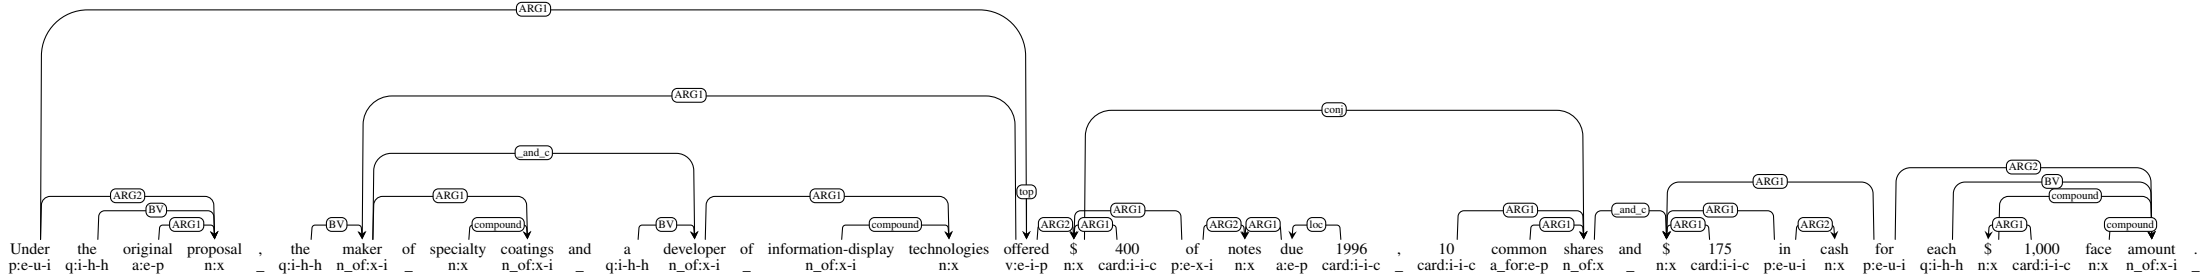 ARG1
ARG1
conj
_and_c
ARG2 ARG1 ARG1 top ARG1 ARG2
BV BV
compound
ARG1 BV compound BV compound ARG2 ARG1 ARG1 ARG1 loc ARG1 ARG1 _and_c ARG1 ARG1 ARG2 ARG1 compound
Under the original proposal , the maker of specialty coatings and a developer of information-display technologies offered $ 400 of notes due 1996 , 10 common shares and $ 175 in cash for each $ 1,000 face amount .
p:e-u-i q:i-h-h a:e-p n:x _ q:i-h-h n_of:x-i _ n:x n_of:x-i _ q:i-h-h n_of:x-i _ n_of:x-i n:x v:e-i-p n:x card:i-i-c p:e-x-i n:x a:e-p card:i-i-c _ card:i-i-c a_for:e-p n_of:x _ n:x card:i-i-c p:e-u-i n:x p:e-u-i q:i-h-h n:x card:i-i-c n:x n_of:x-i _